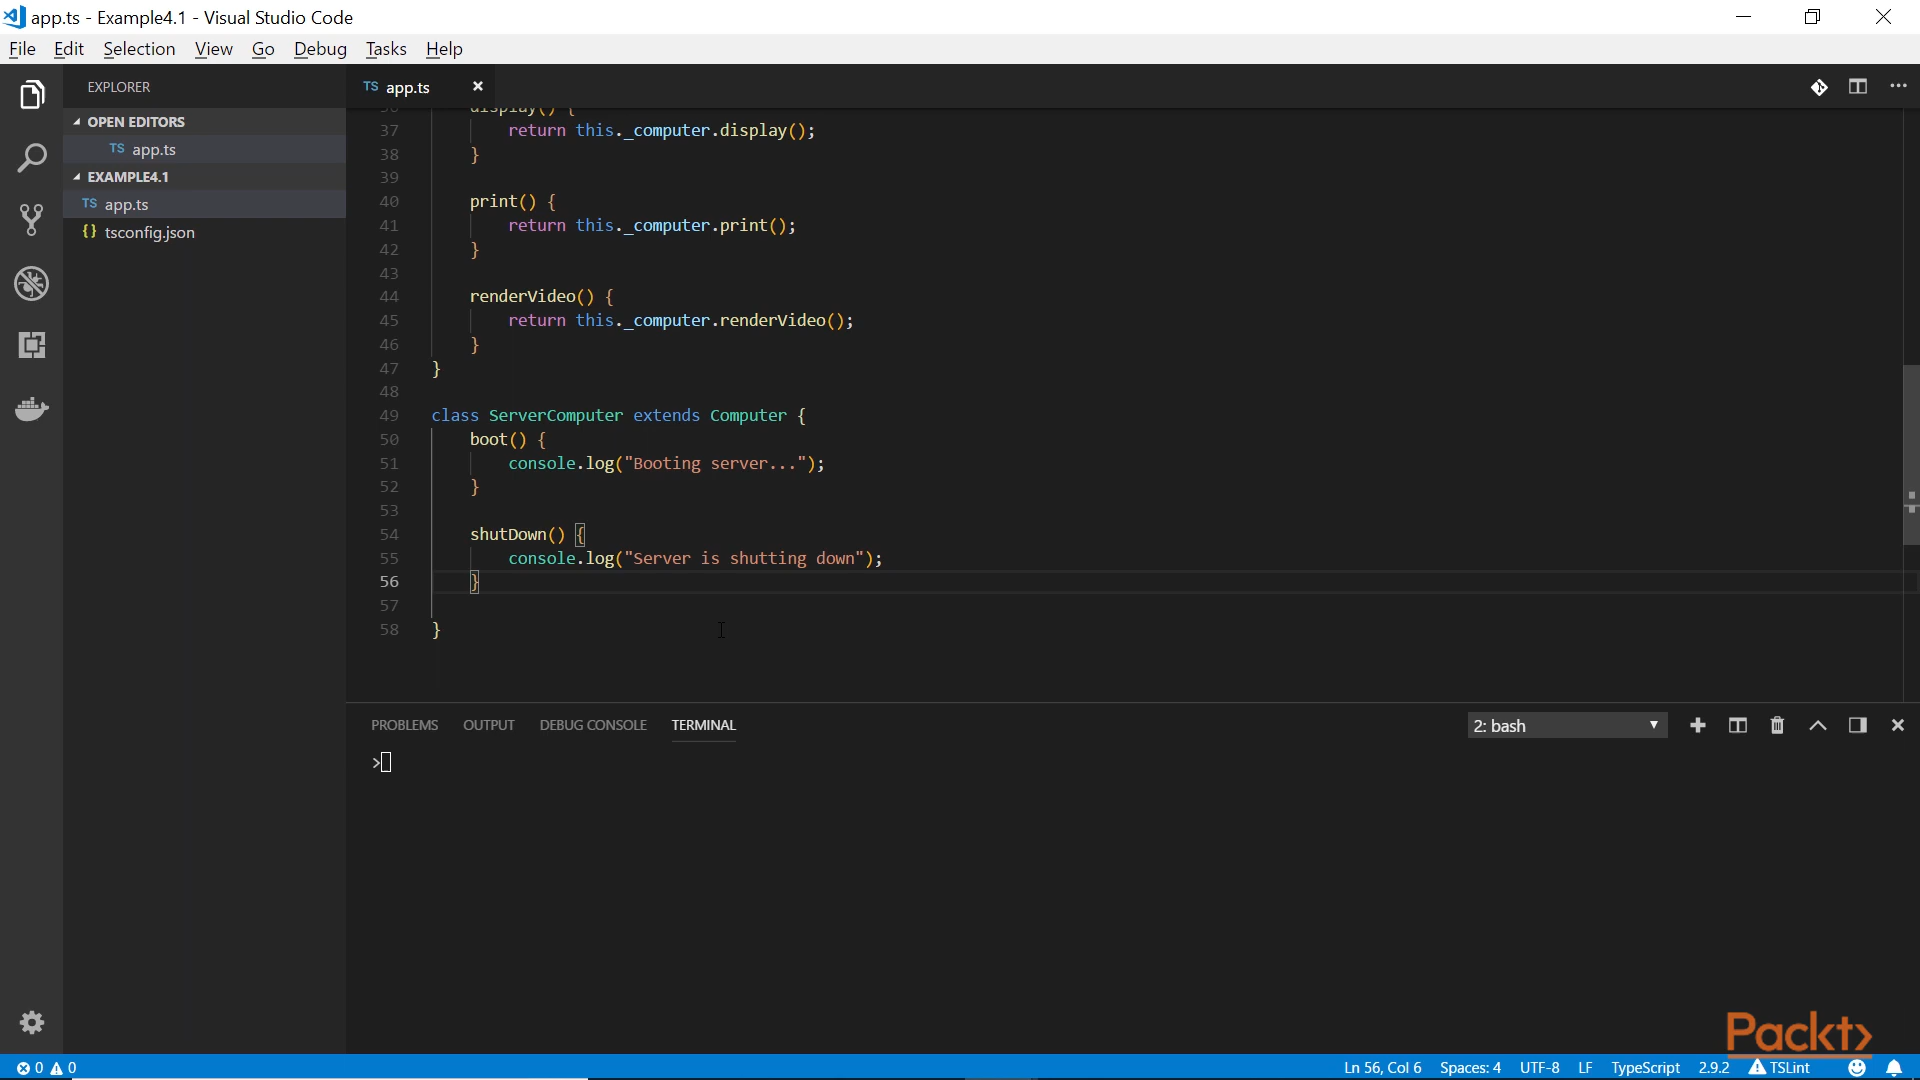 app.ts - Example4.1 - Visual Studio Code
File Edit Selection View Go Debug Tasks Help
EXPLORER
TS app.ts
OPEN EDITORS
TS app.ts
EXAMPLE4.1
TS app.ts
{} tsconfig.json
36 display() {
37 return this._computer.display();
38 }
39
40 print() {
41 return this._computer.print();
42 }
43
44 renderVideo() {
45 return this._computer.renderVideo();
46 }
47 }
48
49 class ServerComputer extends Computer {
50 boot() {
51 console.log("Booting server...");
52 }
53
54 shutDown() {
55 console.log("Server is shutting down");
56 }
57
58 }
PROBLEMS OUTPUT DEBUG CONSOLE TERMINAL
2: bash
>
Packt>
0 0 Ln 56, Col 6 Spaces: 4 UTF-8 LF TypeScript 2.9.2 TSLint